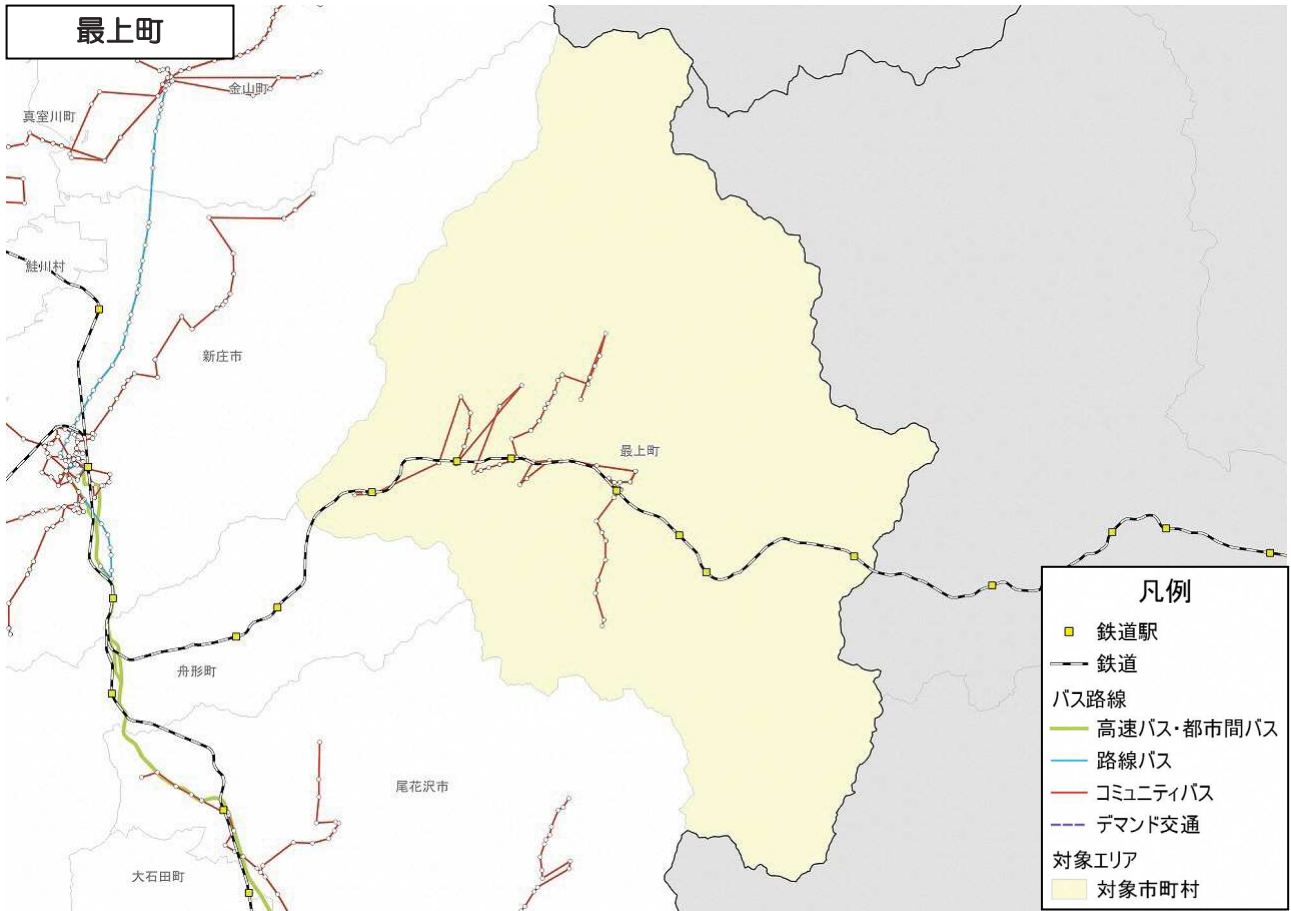 最上町
金山町
真室川町
鮭川村
新庄市
最上町
舟形町
尾花沢市
大石田町
凡例
鉄道駅
鉄道
バス路線
高速バス・都市間バス
路線バス
コミュニティバス
デマンド交通
対象エリア
対象市町村